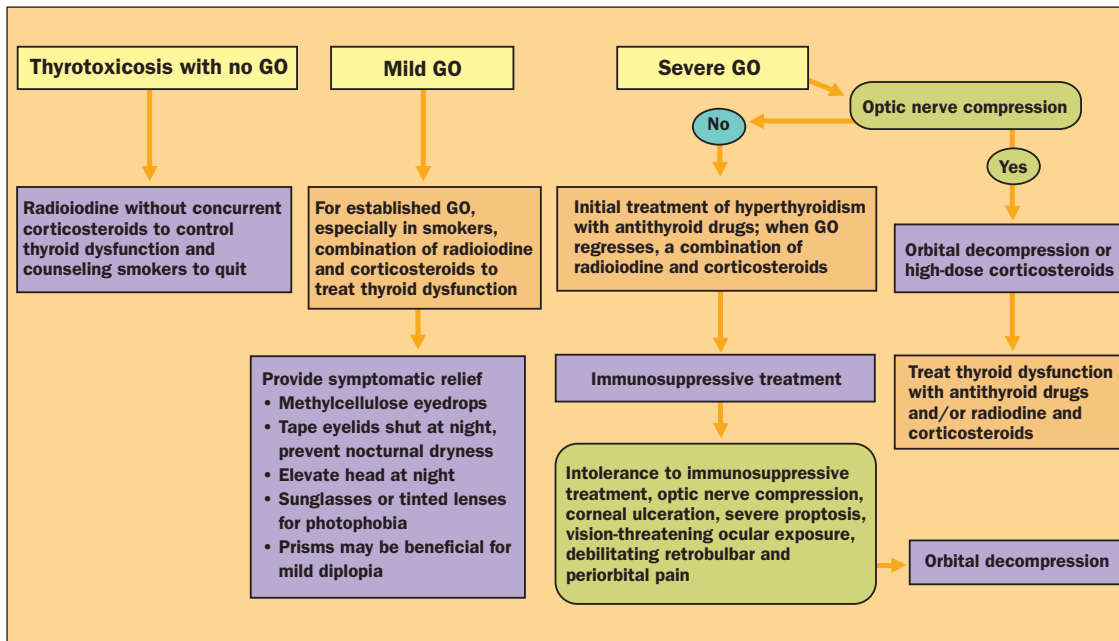 Thyrotoxicosis with no GO
Radioiodine without concurrent
corticosteroids to control
thyroid dysfunction and
counseling smokers to quit
Mild GO
For established GO,
especially in smokers,
combination of radioiodine
and corticosteroids to
treat thyroid dysfunction
Provide symptomatic relief
• Methylcellulose eyedrops
• Tape eyelids shut at night,
prevent nocturnal dryness
• Elevate head at night
• Sunglasses or tinted lenses
for photophobia
• Prisms may be beneficial for
mild diplopia
Severe GO
Optic nerve compression
No
Initial treatment of hyperthyroidism
with antithyroid drugs; when GO
regresses, a combination of
radioiodine and corticosteroids
Immunosuppressive treatment
Intolerance to immunosuppressive
treatment, optic nerve compression,
corneal ulceration, severe proptosis,
vision-threatening ocular exposure,
debilitating retrobulbar and
periorbital pain
Orbital decompression
Yes
Orbital decompression or
high-dose corticosteroids
Treat thyroid dysfunction
with antithyroid drugs
and/or radiodine and
corticosteroids